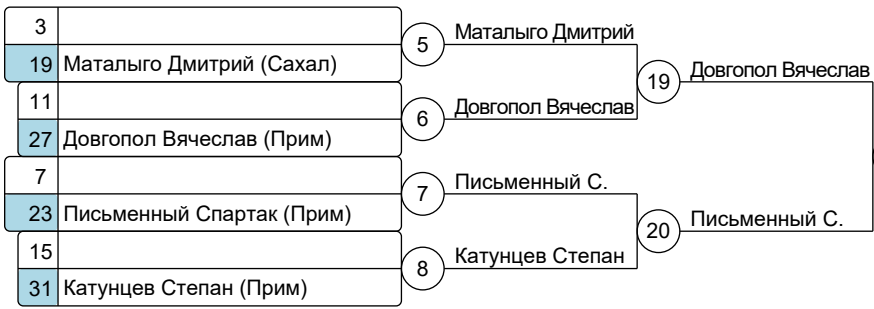 3
19 Маталыго Дмитрий (Сахал)
11
27 Довгопол Вячеслав (Прим)
7
23 Письменный Спартак (Прим)
15
31 Катунцев Степан (Прим)
5 Маталыго Дмитрий
6 Довгопол Вячеслав
7 Письменный С.
8 Катунцев Степан
19 Довгопол Вячеслав
20 Письменный С.